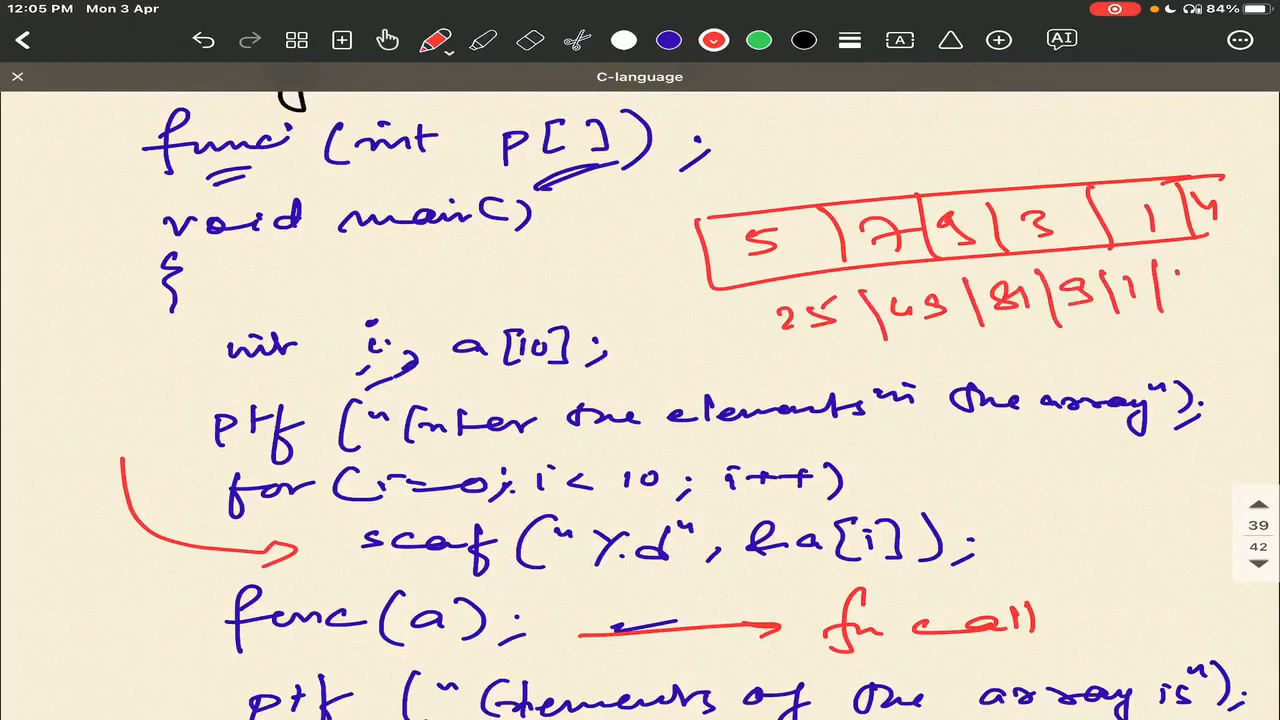 12:05 PM Mon 3 Apr 84%
A AI
C-language
func (int p[ ]) ;
void main()
{
5 7 9 3 1 4
25 | 49 | 81 | 9 | 1 |
int i, a[10];
ptf ("Enter the elements in the array");
for (i=0; i < 10 ; i++)
scaf ("%d", &a[i]);
func(a); fn call
39
42
ptf ("Elements of the array is");